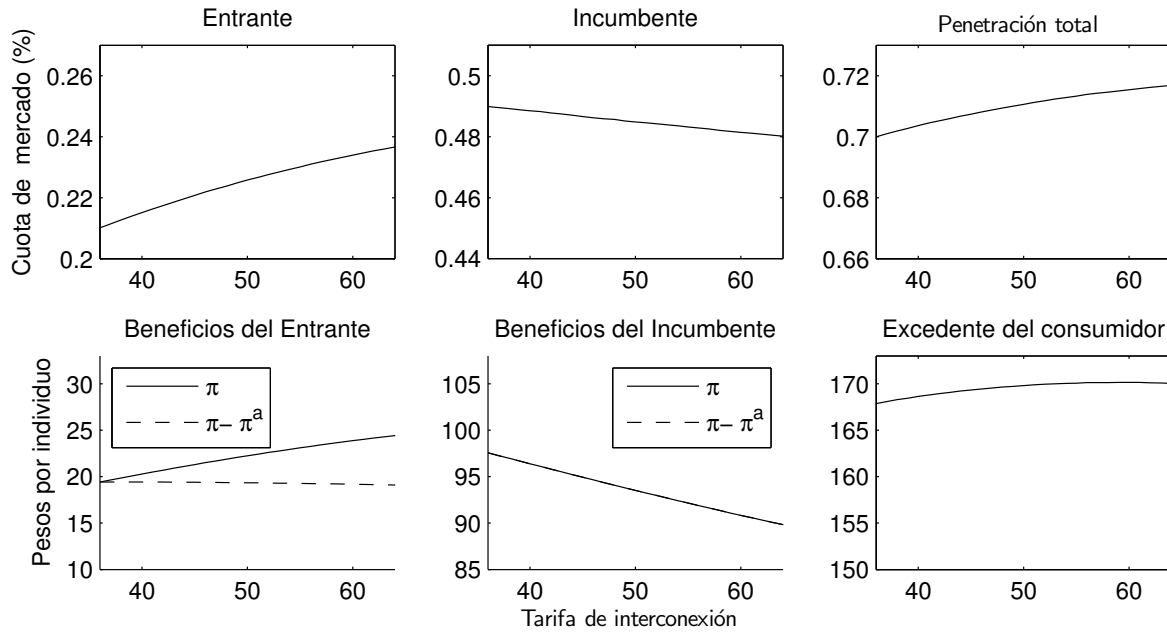 Entrante
Incumbente
Penetración total
Cuota de mercado (%)
0.26
0.24
0.22
0.2
40 50 60
0.5
0.48
0.46
0.44
40 50 60
0.72
0.7
0.68
0.66
40 50 60
Beneficios del Entrante
Beneficios del Incumbente
Excedente del consumidor
Pesos por individuo
30
25
20
15
10
π
π− πa
40 50 60
105
100
95
90
85
π
π− πa
40 50 60
170
165
160
155
150
40 50 60
Tarifa de interconexión